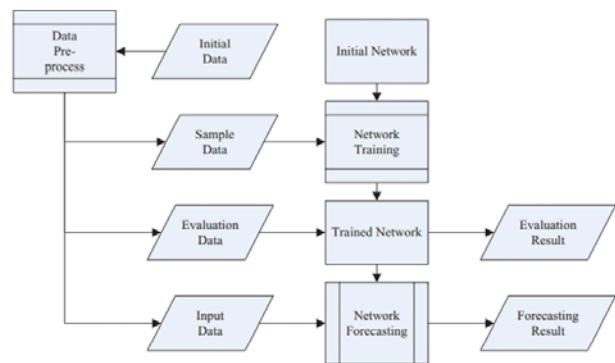 Data
Pre-
process
Initial
Data
Initial Network
Sample
Data
Network
Training
Evaluation
Data
Trained Network
Evaluation
Result
Input
Data
Network
Forecasting
Forecasting
Result